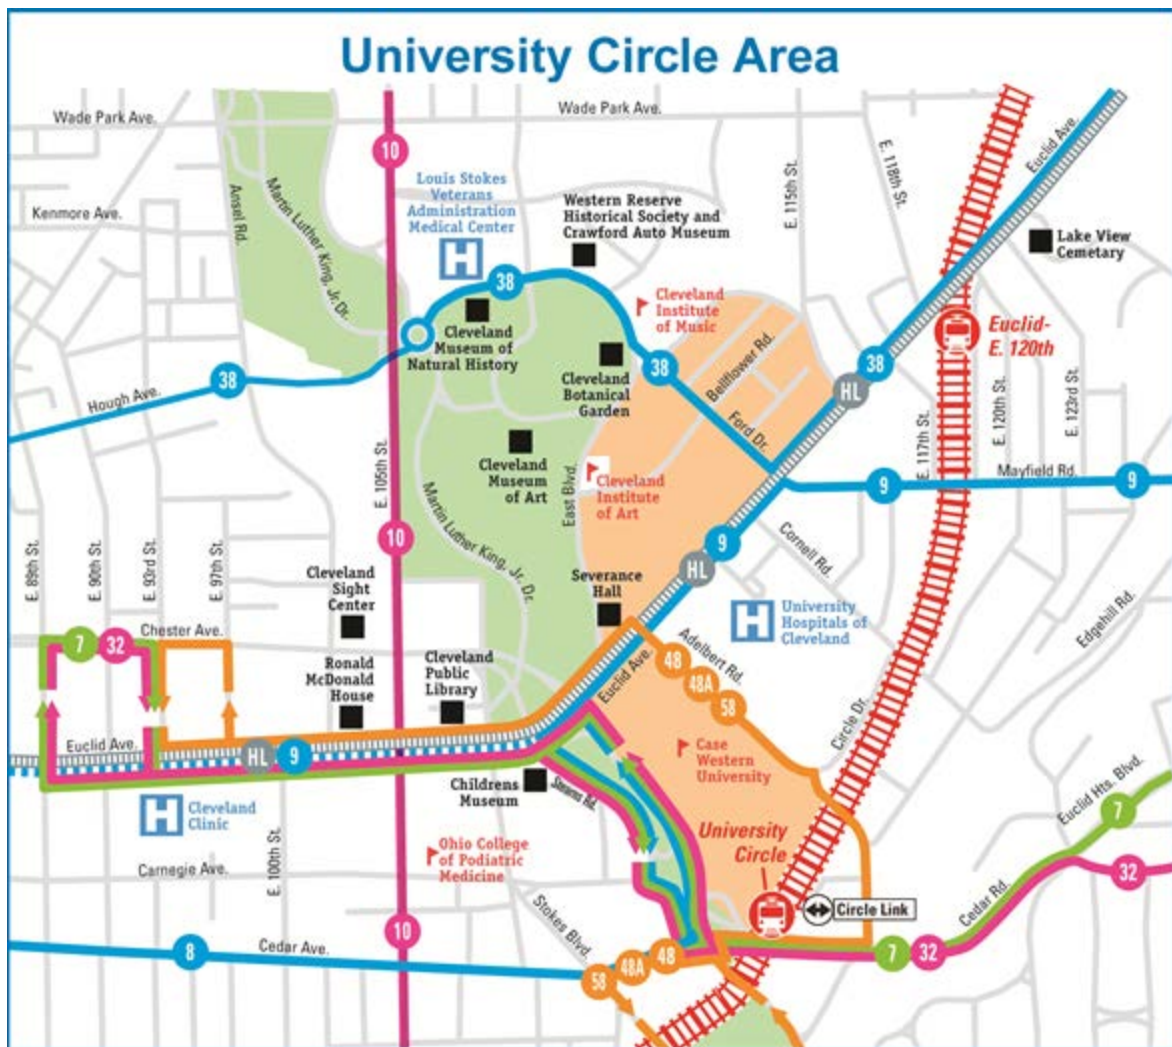 University Circle Area
Wade Park Ave.
Wade Park Ave.
Euclid Ave.
E. 118th St.
E. 115th St.
10
Ansel Rd.
Martin Luther King, Jr. Dr.
Kenmore Ave.
Louis Stokes
Veterans
Administration
Medical Center
H
Western Reserve
Historical Society and
Crawford Auto Museum
Lake View
Cemetary
38
Cleveland
Institute
of Music
Cleveland
Museum of
Natural History
Euclid-
E. 120th
Bellflower Rd.
38
38
38
Hough Ave.
Cleveland
Botanical
Garden
HL
Ford Dr.
E. 105th St.
E. 117th St.
E. 120th St.
E. 123rd St.
Cleveland
Museum
of Art
East Blvd.
Cleveland
Institute
of Art
Mayfield Rd.
9
9
Martin Luther King, Jr. Dr.
10
9
Cornell Rd.
HL
E. 89th St.
E. 90th St.
E. 93rd St.
E. 97th St.
Cleveland
Sight
Center
Severance
Hall
H
University
Hospitals of
Cleveland
Edgehill Rd.
7
32
Chester Ave.
Ronald
McDonald
House
Cleveland
Public
Library
Euclid Ave.
Adelbert Rd.
48
48A
58
Circle Dr.
Euclid Ave.
HL
9
Case
Western
University
Childrens
Museum
Stearns Rd.
H
Cleveland
Clinic
Euclid Hts. Blvd.
7
University
Circle
Ohio College
of Podiatric
Medicine
Carnegie Ave.
E. 100th St.
32
Circle Link
Cedar Rd.
Stokes Blvd.
10
8
Cedar Ave.
58
48A
48
7
32